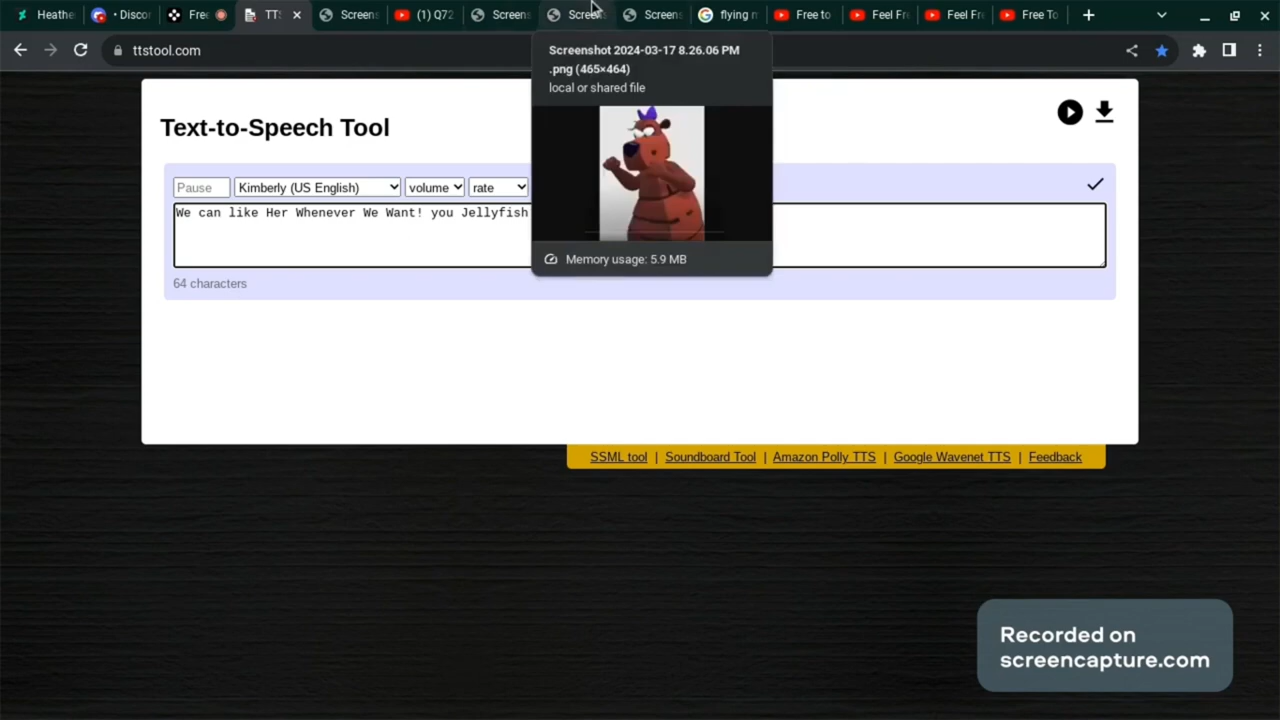 Heathe
• Discor
Free
TTS
Screens
(1) Q72
Screens
Screens
Screens
flying m
Free to
Feel Fre
Feel Fre
Free To
ttstool.com
Screenshot 2024-03-17 8.26.06 PM
.png (465×464)
local or shared file
Memory usage: 5.9 MB
Text-to-Speech Tool
Pause
Kimberly (US English)
volume
rate
We can like Her Whenever We Want! you Jellyfish
64 characters
SSML tool | Soundboard Tool | Amazon Polly TTS | Google Wavenet TTS | Feedback
Recorded on
screencapture.com